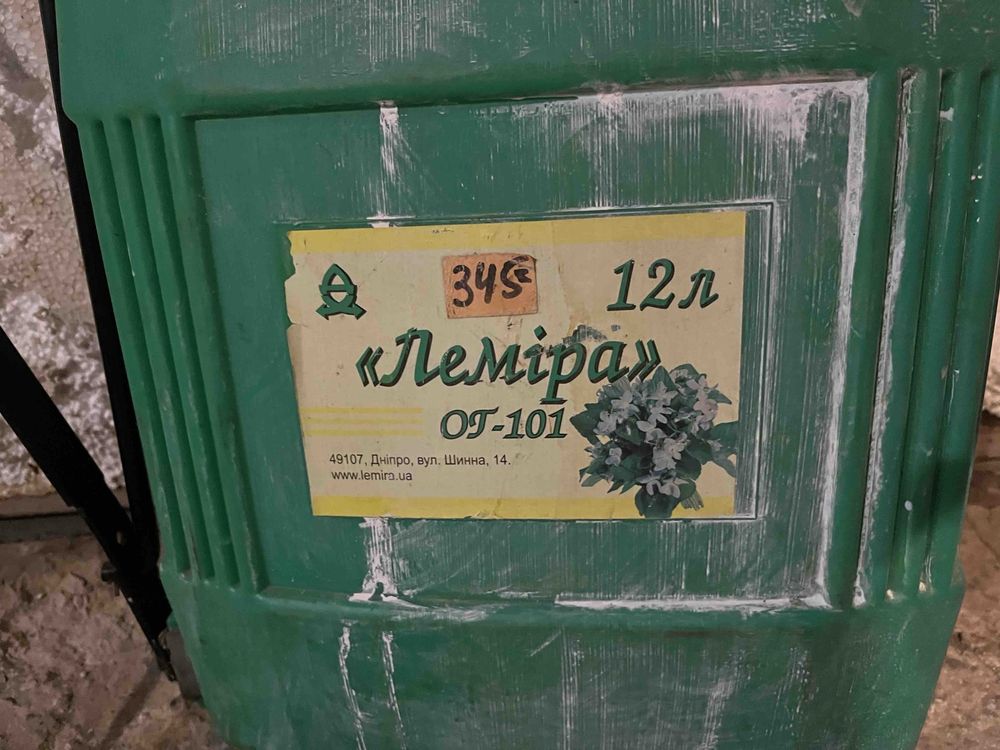 345=
12л
«Леміра»
ОГ-101
49107, Дніпро, вул. Шинна, 14.
www.lemira.ua